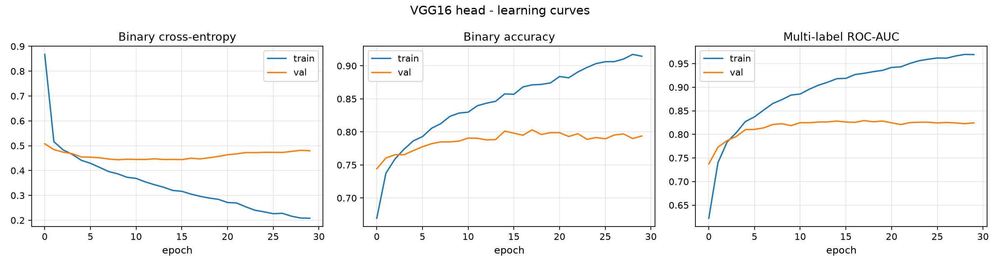 VGG16 head - learning curves
Binary cross-entropy
0.9
0.8
0.7
0.6
0.5
0.4
0.3
0.2
train
val
0 5 10 15 20 25 30
epoch
Binary accuracy
0.90
0.85
0.80
0.75
0.70
train
val
0 5 10 15 20 25 30
epoch
Multi-label ROC-AUC
0.95
0.90
0.85
0.80
0.75
0.70
0.65
train
val
0 5 10 15 20 25 30
epoch